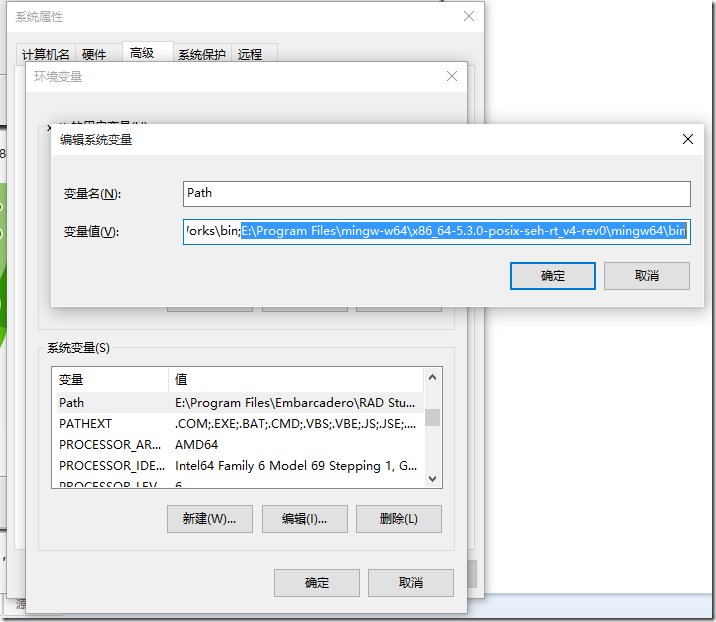 系统属性
计算机名 硬件 高级 系统保护 远程
环境变量
编辑系统变量
变量名(N): Path
变量值(V): orks\bin;E:\Program Files\mingw-w64\x86_64-5.3.0-posix-seh-rt_v4-rev0\mingw64\bin
确定 取消
系统变量(S)
变量 值
Path E:\Program Files\Embarcadero\RAD Stu...
PATHEXT .COM;.EXE;.BAT;.CMD;.VBS;.VBE;.JS;.JSE;....
PROCESSOR_AR... AMD64
PROCESSOR_IDE... Intel64 Family 6 Model 69 Stepping 1, G...
PROCESSOR_LEV 6
新建(W)... 编辑(I)... 删除(L)
确定 取消
源